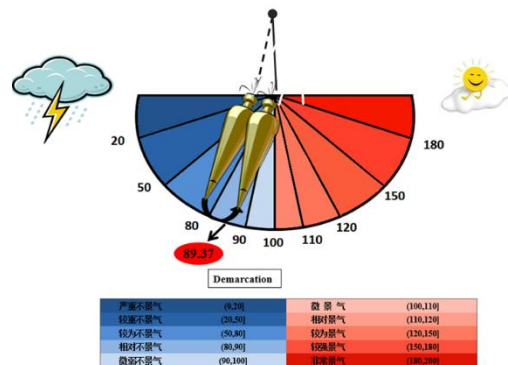 20
50
80
90
100
110
120
150
180
89.37
Demarcation
严重不景气 (0,20] 微 景 气 (100,110]
较重不景气 (20,50] 相对景气 (110,120]
较为不景气 (50,80] 较为景气 (120,150]
相对不景气 (80,90] 较强景气 (150,180]
微弱不景气 (90,100] 非常景气 (180,200]